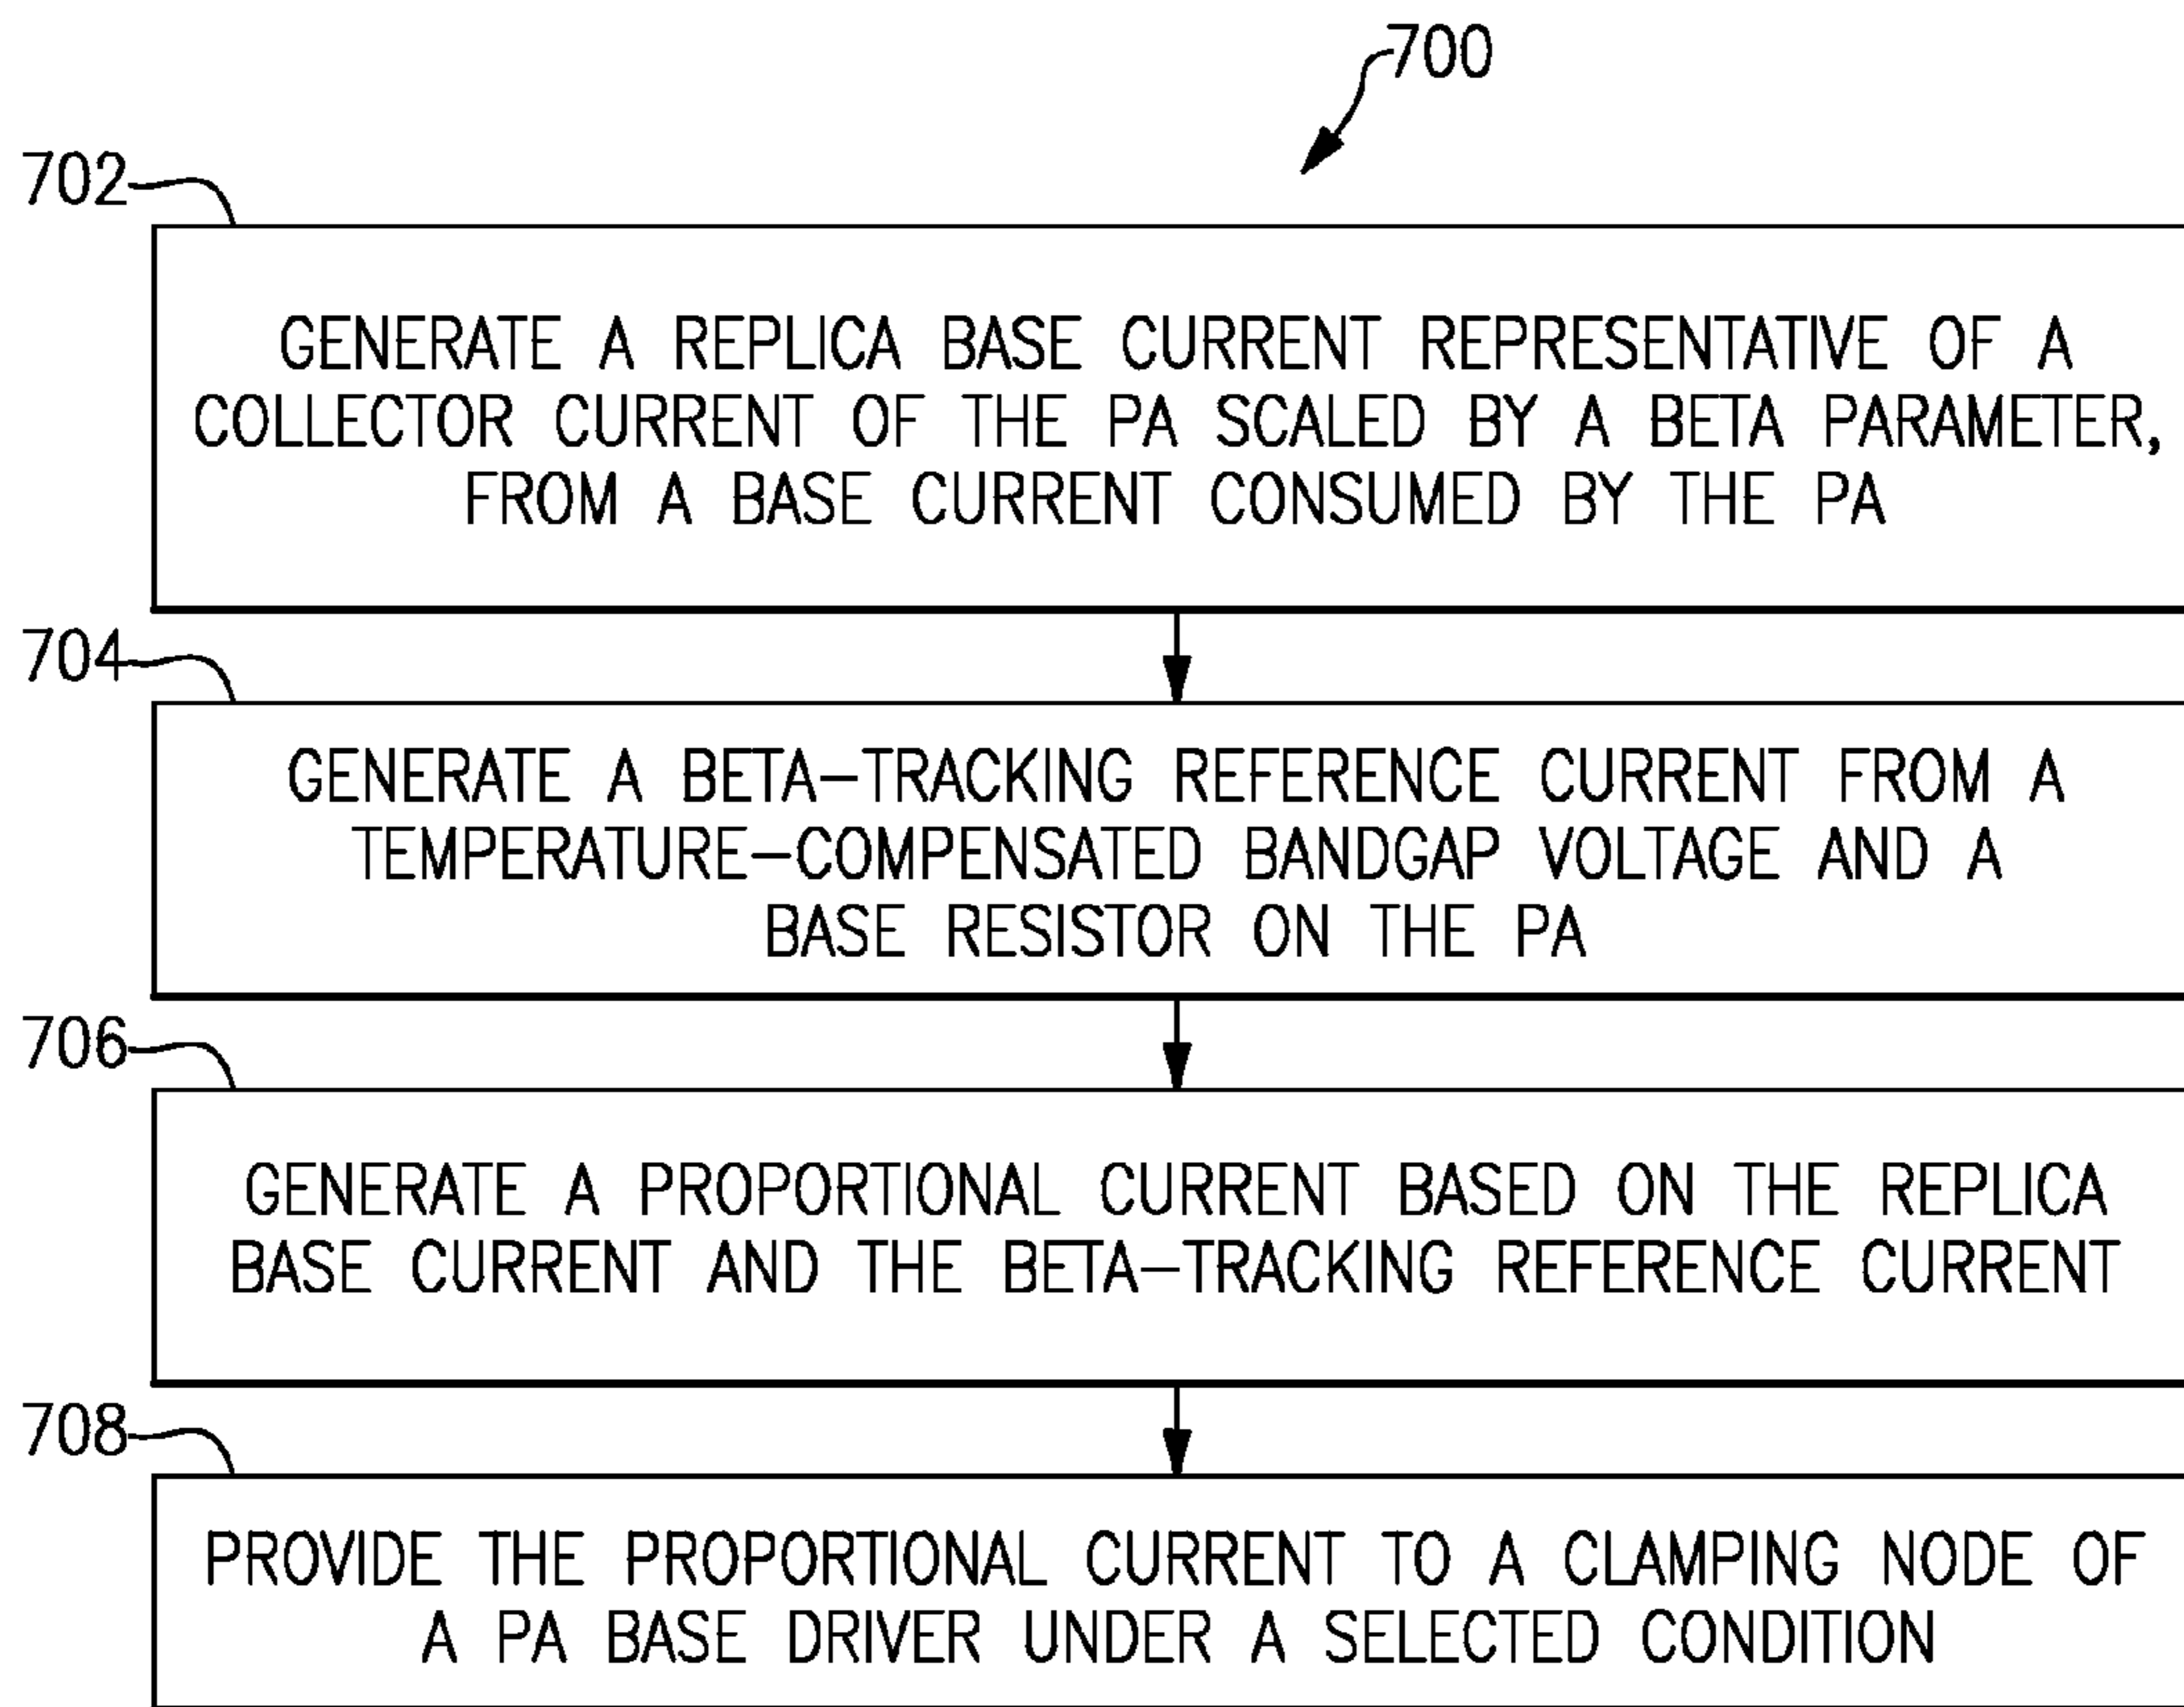 700
702
GENERATE A REPLICA BASE CURRENT REPRESENTATIVE OF A
COLLECTOR CURRENT OF THE PA SCALED BY A BETA PARAMETER,
FROM A BASE CURRENT CONSUMED BY THE PA
704
GENERATE A BETA-TRACKING REFERENCE CURRENT FROM A
TEMPERATURE-COMPENSATED BANDGAP VOLTAGE AND A
BASE RESISTOR ON THE PA
706
GENERATE A PROPORTIONAL CURRENT BASED ON THE REPLICA
BASE CURRENT AND THE BETA-TRACKING REFERENCE CURRENT
708
PROVIDE THE PROPORTIONAL CURRENT TO A CLAMPING NODE OF
A PA BASE DRIVER UNDER A SELECTED CONDITION